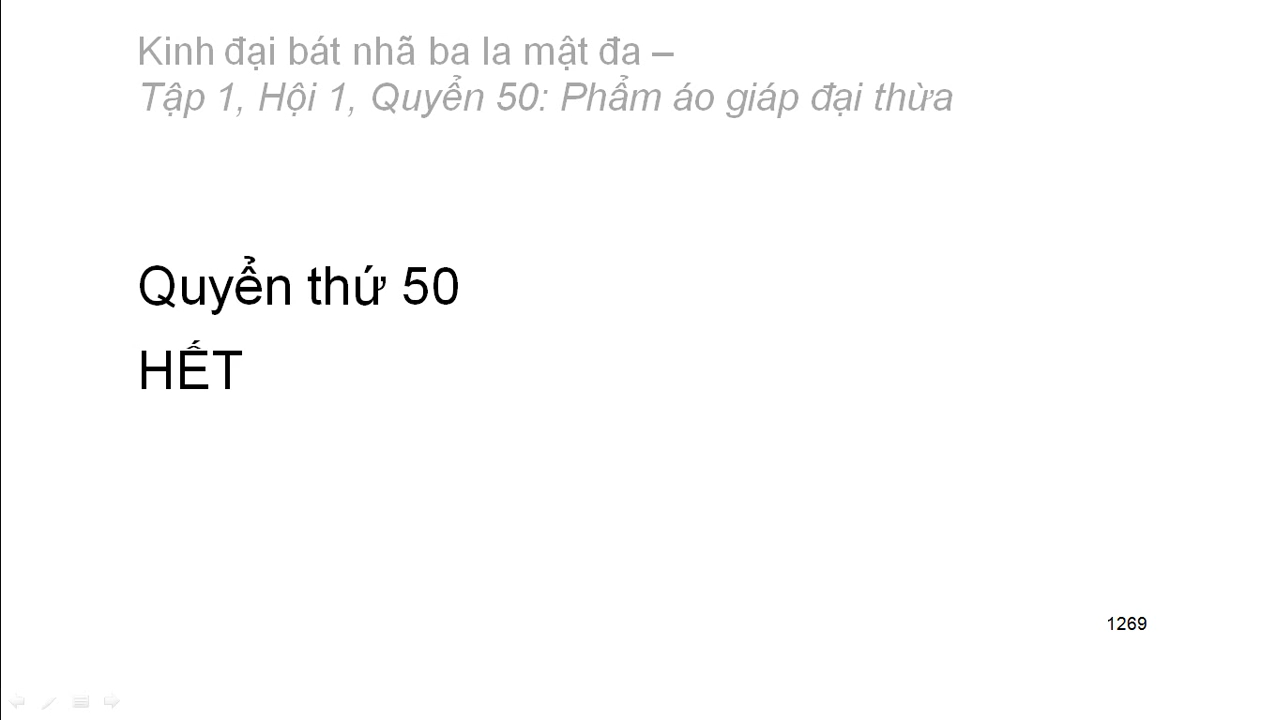 Kinh đại bát nhã ba la mật đa –
Tập 1, Hội 1, Quyển 50: Phẩm áo giáp đại thừa
Quyển thứ 50
HẾT
1269